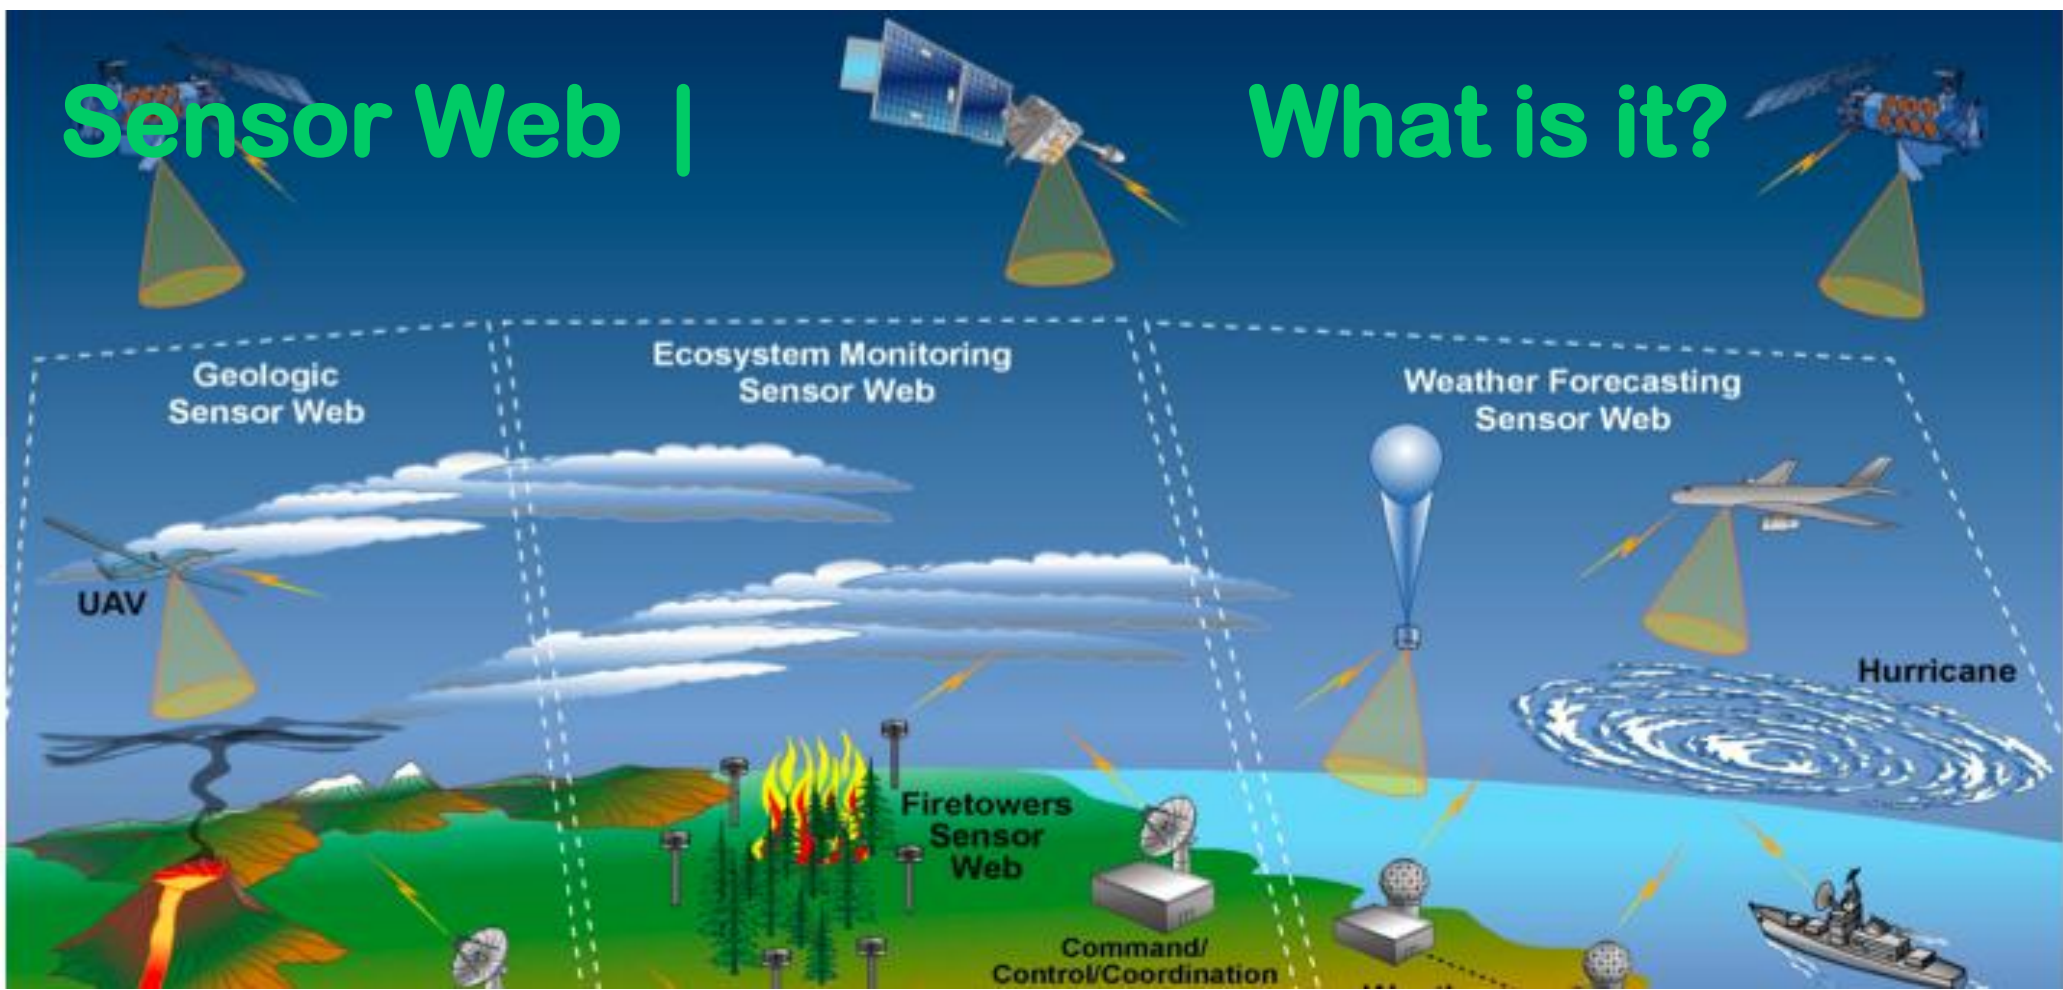 Sensor Web | What is it?
Geologic
Sensor Web
Ecosystem Monitoring
Sensor Web
Weather Forecasting
Sensor Web
UAV
Hurricane
Firetowers
Sensor
Web
Command/
Control/Coordination